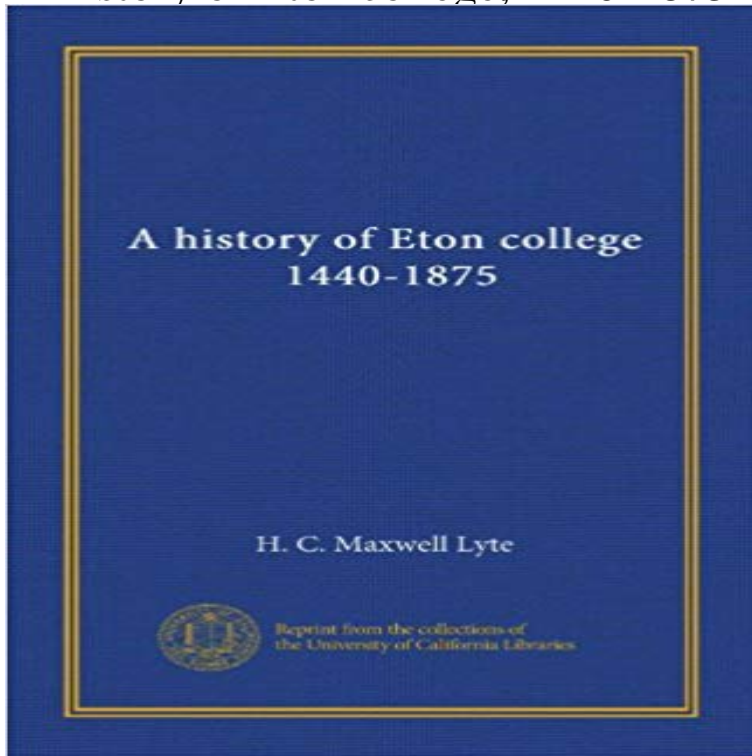 A history of Eton college
1440-1875
H. C. Maxwell Lyte
Reprint from the collections of
the University of California Libraries